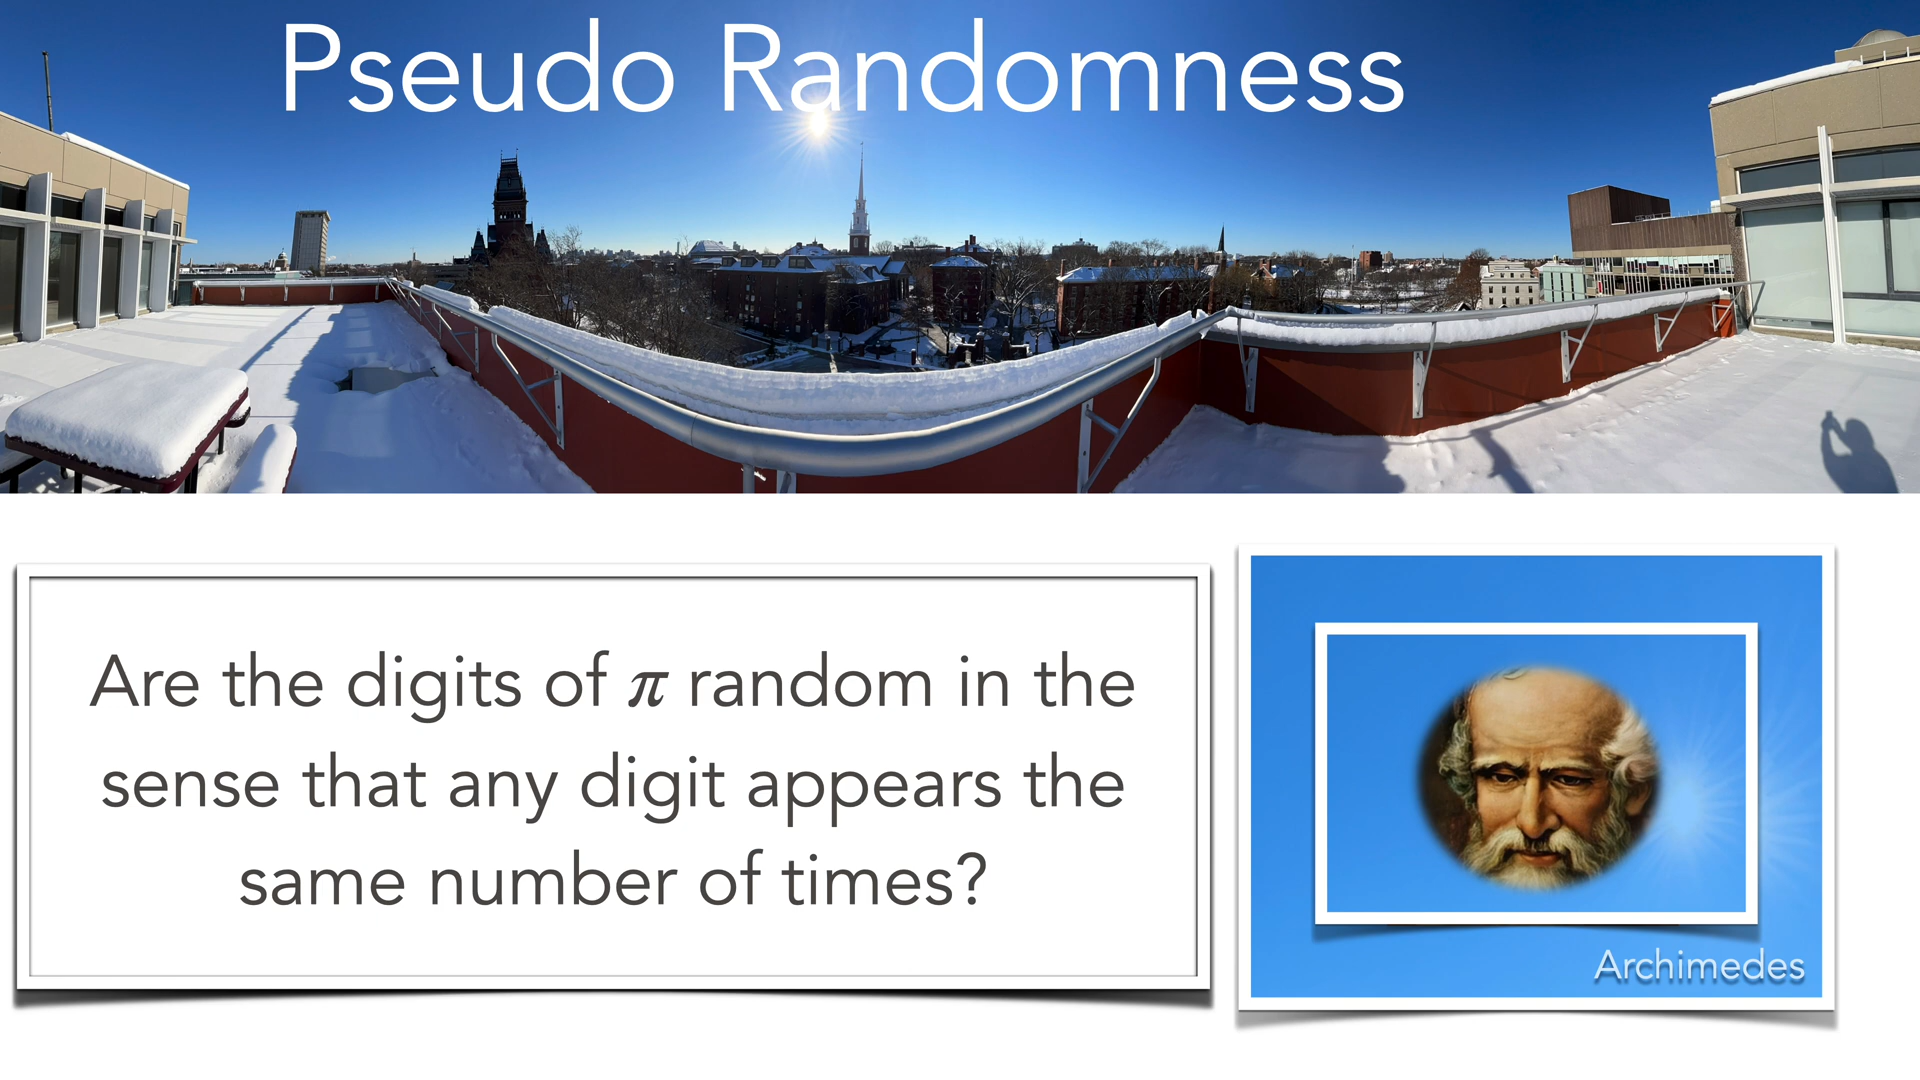 Pseudo Randomness
Are the digits of π random in the
sense that any digit appears the
same number of times?
Archimedes